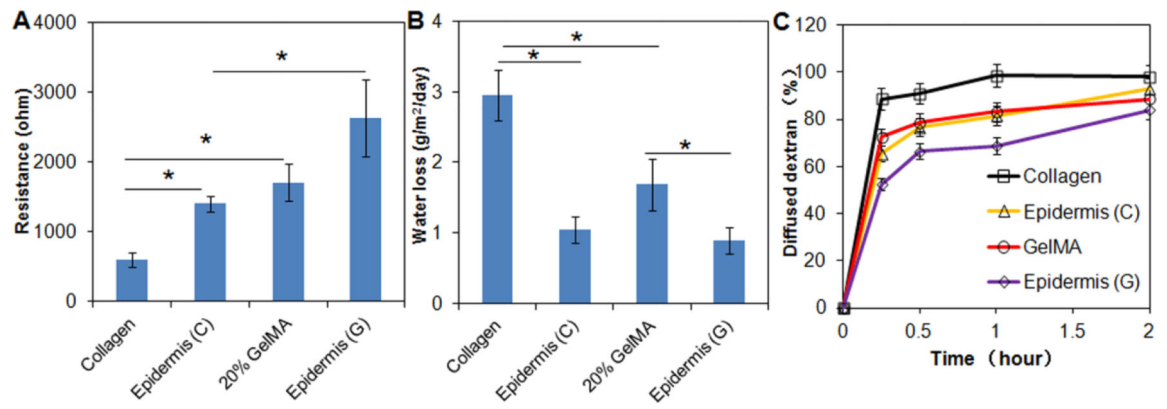 A
Resistance (ohm)
4000
3000
2000
1000
0
*
*
*
Collagen
Epidermis (C)
20% GelMA
Epidermis (G)
B
Water loss (g/m²/day)
4
3
2
1
0
*
*
*
Collagen
Epidermis (C)
20% GelMA
Epidermis (G)
C
Diffused dextran (%)
120
100
80
60
40
20
0
Collagen
Epidermis (C)
GelMA
Epidermis (G)
0 0.5 1 1.5 2
Time (hour)